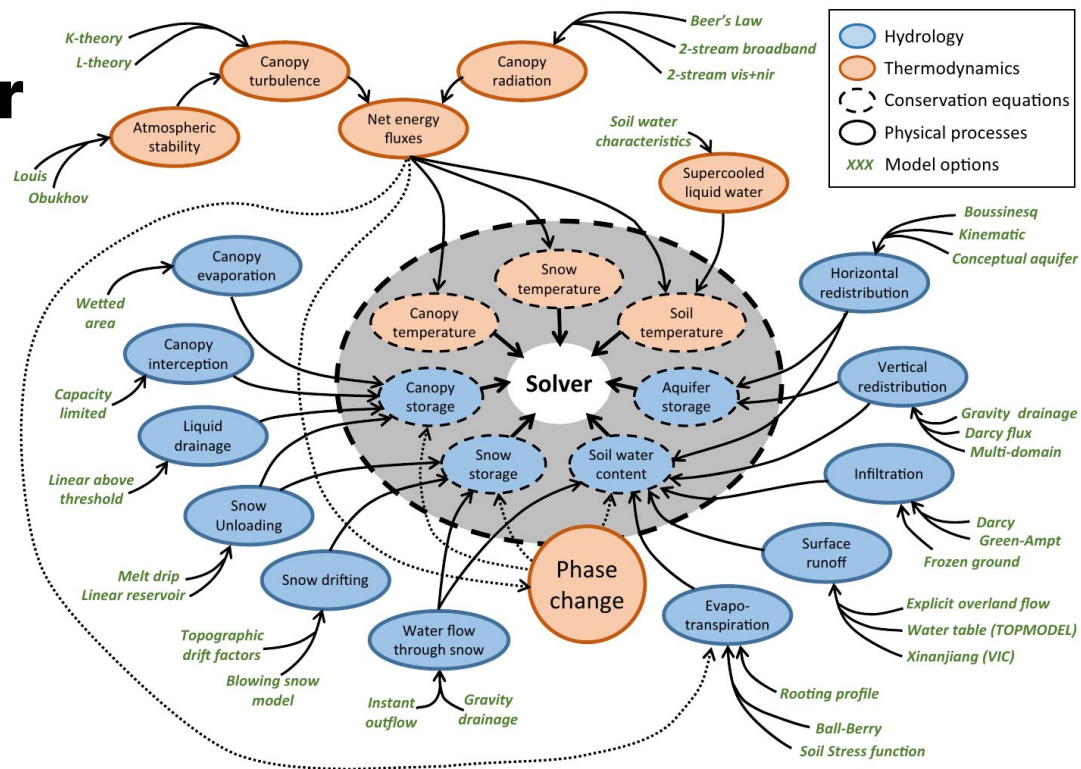 r
K-theory
L-theory
Canopy
turbulence
Canopy
radiation
Beer's Law
2-stream broadband
2-stream vis+nir
Hydrology
Thermodynamics
Conservation equations
Physical processes
XXX Model options
Atmospheric
stability
Net energy
fluxes
Louis
Obukhov
Soil water
characteristics
Supercooled
liquid water
Boussinesq
Kinematic
Conceptual aquifer
Canopy
evaporation
Wetted
area
Snow
temperature
Horizontal
redistribution
Canopy
temperature
Soil
temperature
Canopy
interception
Capacity
limited
Canopy
storage
Solver
Aquifer
storage
Vertical
redistribution
Gravity drainage
Darcy flux
Multi-domain
Liquid
drainage
Linear above
threshold
Snow
storage
Soil water
content
Infiltration
Darcy
Green-Ampt
Frozen ground
Snow
Unloading
Melt drip
Linear reservoir
Snow drifting
Topographic
drift factors
Blowing snow
model
Phase
change
Surface
runoff
Explicit overland flow
Water table (TOPMODEL)
Xinanjiang (VIC)
Water flow
through snow
Instant
outflow
Gravity
drainage
Evapo-
transpiration
Rooting profile
Ball-Berry
Soil Stress function